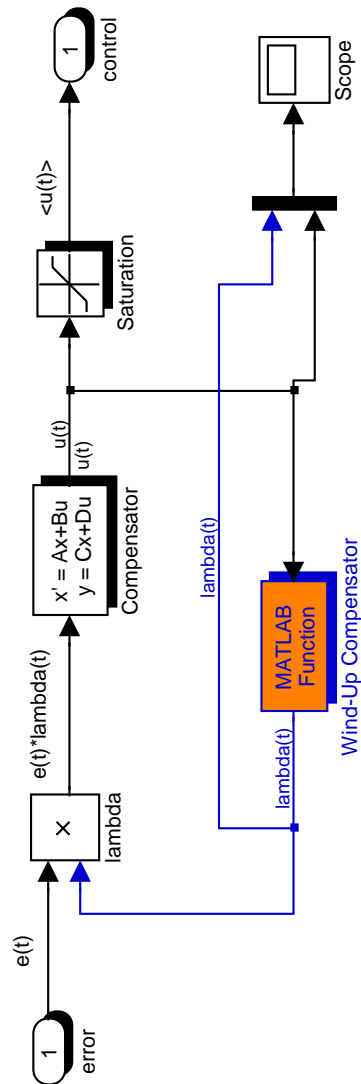 1
error
e(t)
×
lambda
e(t)*lambda(t)
x' = Ax+Bu
y = Cx+Du
Compensator
u(t)
u(t)
Saturation
<u(t)>
1
control
lambda(t)
lambda(t)
MATLAB
Function
Wind-Up Compensator
Scope